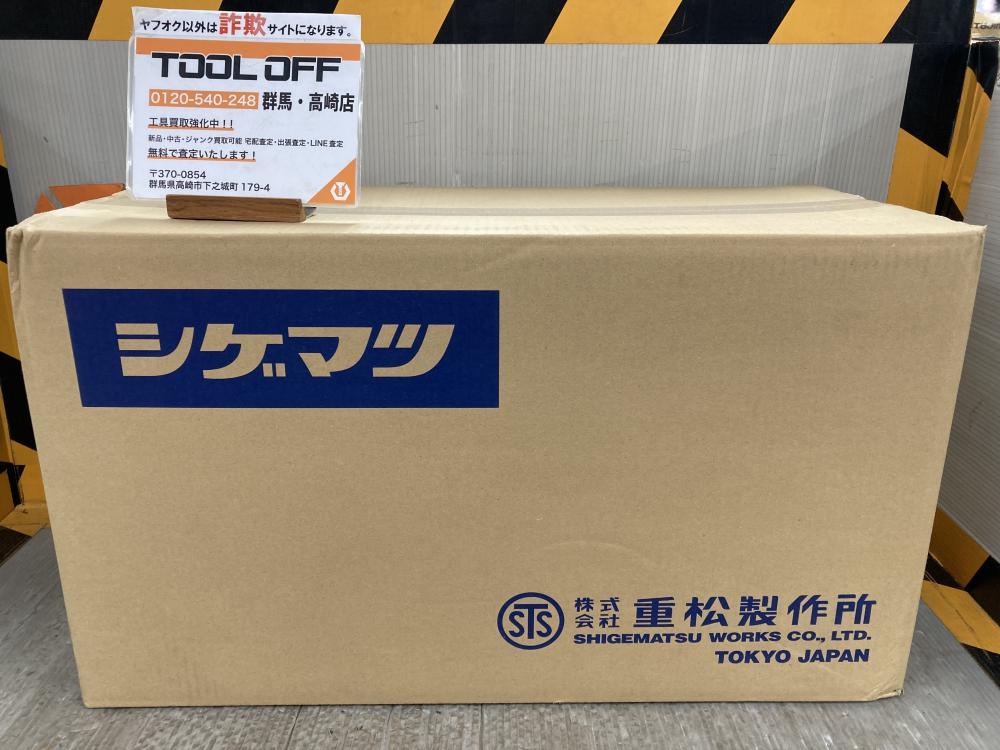 ヤフオク以外は詐欺サイトになります。
TOOL OFF
0120-540-248 群馬・高崎店
工具買取強化中!!
新品・中古・ジャンク買取可能 宅配査定・出張査定・LINE査定
無料で査定いたします!
〒370-0854
群馬県高崎市下之城町 179-4
シゲマツ
STS 株式会社 重松製作所
SHIGEMATSU WORKS CO., LTD.
TOKYO JAPAN